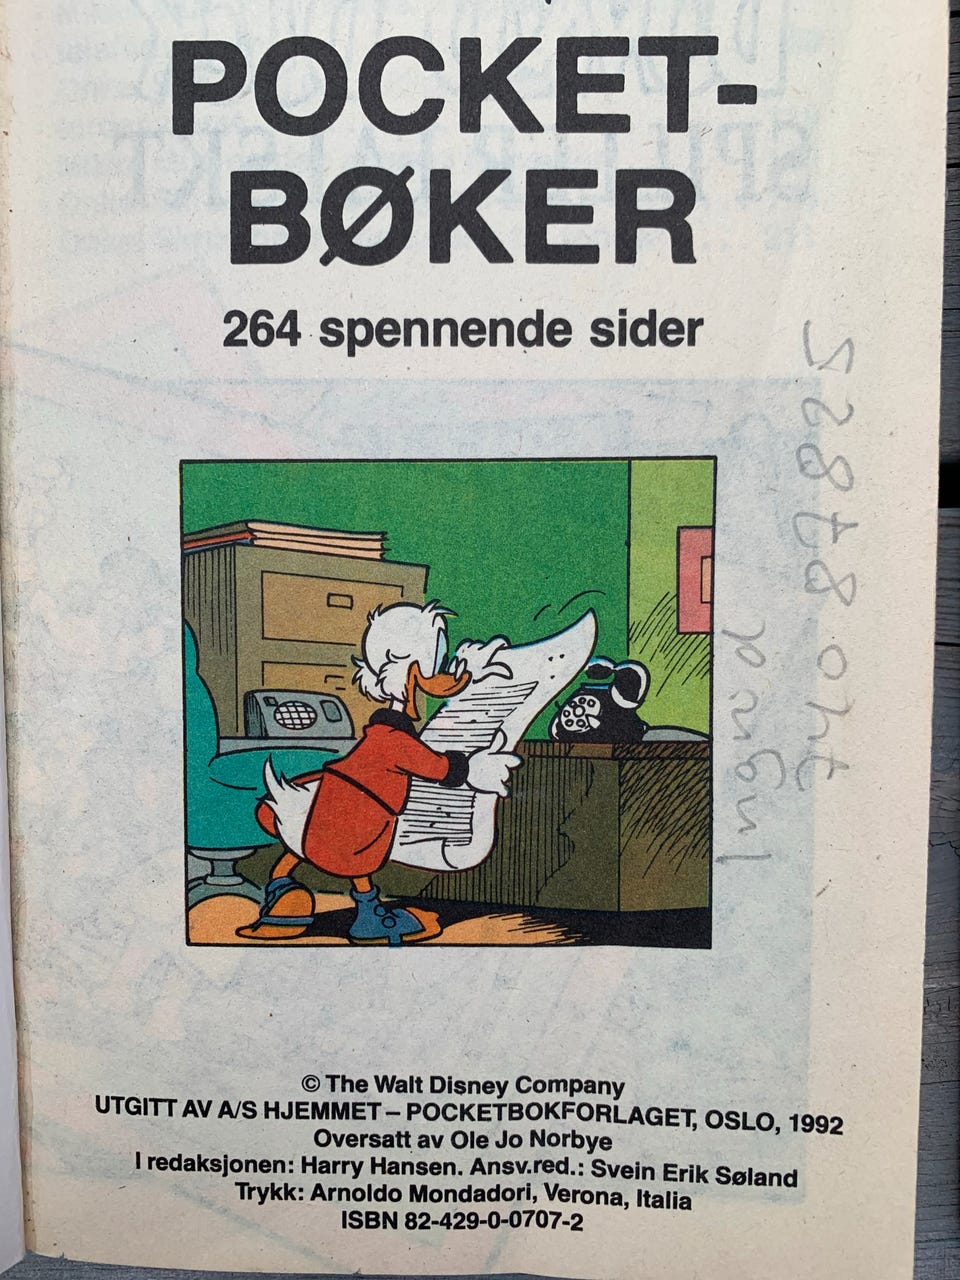 POCKET-
BØKER
264 spennende sider
© The Walt Disney Company
UTGITT AV A/S HJEMMET – POCKETBOKFORLAGET, OSLO, 1992
Oversatt av Ole Jo Norbye
I redaksjonen: Harry Hansen. Ansv.red.: Svein Erik Søland
Trykk: Arnoldo Mondadori, Verona, Italia
ISBN 82-429-0-0707-2